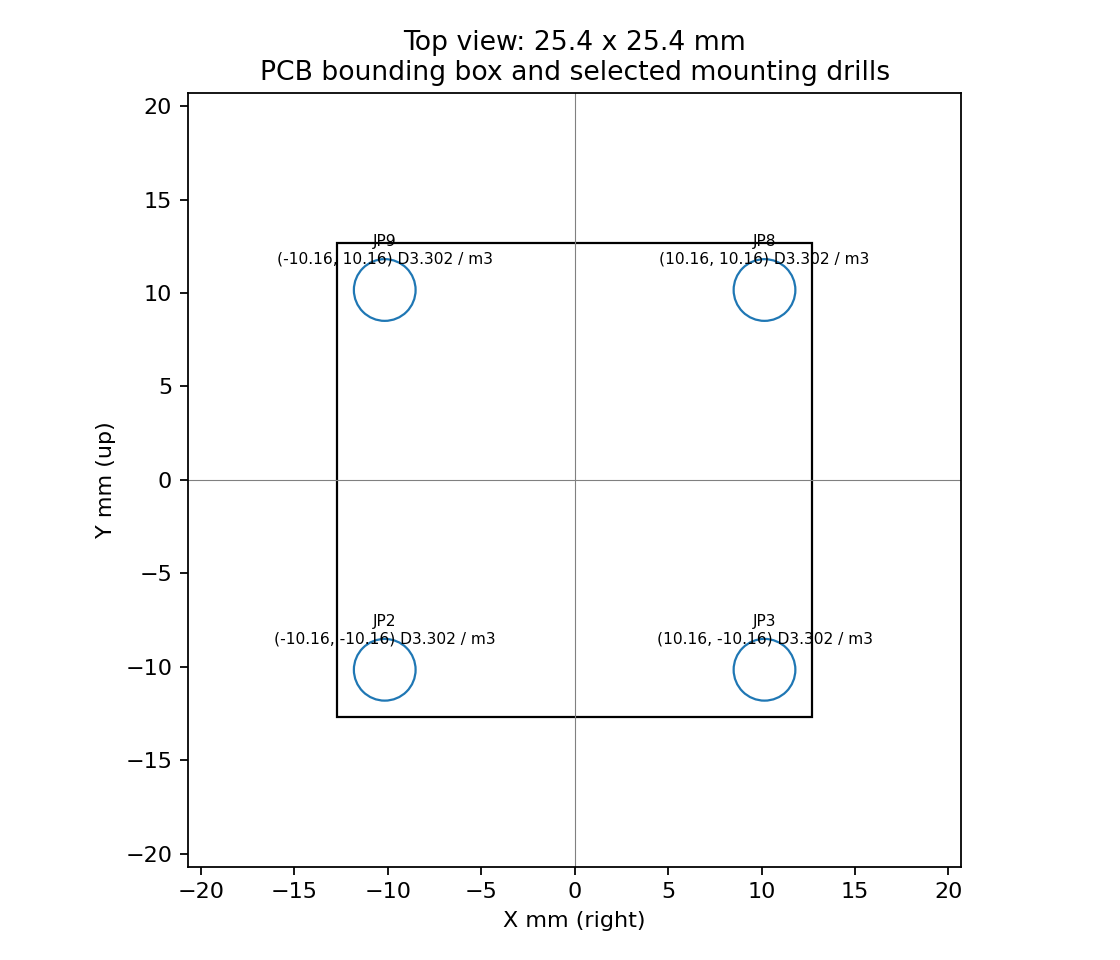 Top view: 25.4 x 25.4 mm
PCB bounding box and selected mounting drills
20
15
10
5
0
−5
−10
−15
−20
Y mm (up)
JP9
(-10.16, 10.16) D3.302 / m3
JP8
(10.16, 10.16) D3.302 / m3
JP2
(-10.16, -10.16) D3.302 / m3
JP3
(10.16, -10.16) D3.302 / m3
−20 −15 −10 −5 0 5 10 15 20
X mm (right)